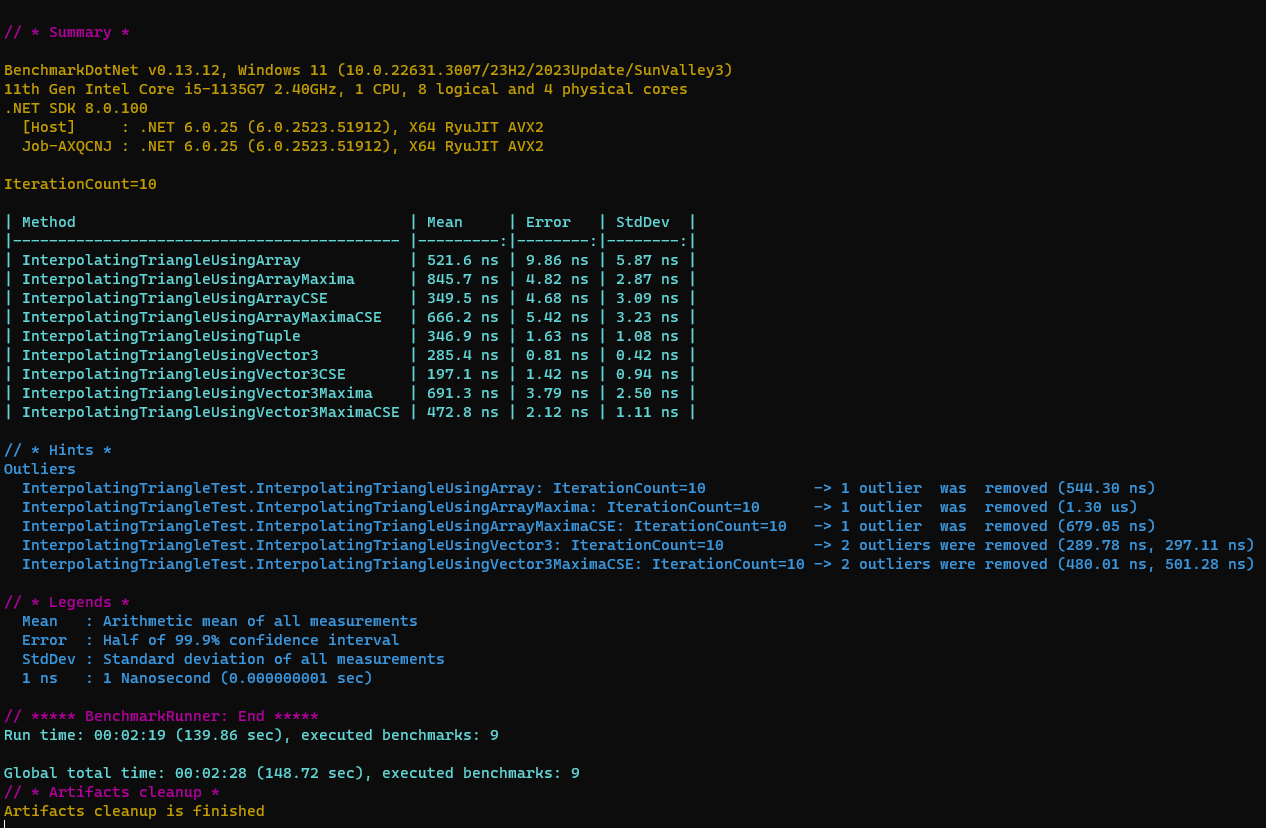 // * Summary *
BenchmarkDotNet v0.13.12, Windows 11 (10.0.22631.3007/23H2/2023Update/SunValley3)
11th Gen Intel Core i5-1135G7 2.40GHz, 1 CPU, 8 logical and 4 physical cores
.NET SDK 8.0.100
  [Host]     : .NET 6.0.25 (6.0.2523.51912), X64 RyuJIT AVX2
  Job-AXQCNJ : .NET 6.0.25 (6.0.2523.51912), X64 RyuJIT AVX2
IterationCount=10
| Method                                     | Mean     | Error   | StdDev  |
|------------------------------------------- |---------:|--------:|--------:|
| InterpolatingTriangleUsingArray            | 521.6 ns | 9.86 ns | 5.87 ns |
| InterpolatingTriangleUsingArrayMaxima      | 845.7 ns | 4.82 ns | 2.87 ns |
| InterpolatingTriangleUsingArrayCSE         | 349.5 ns | 4.68 ns | 3.09 ns |
| InterpolatingTriangleUsingArrayMaximaCSE   | 666.2 ns | 5.42 ns | 3.23 ns |
| InterpolatingTriangleUsingTuple            | 346.9 ns | 1.63 ns | 1.08 ns |
| InterpolatingTriangleUsingVector3          | 285.4 ns | 0.81 ns | 0.42 ns |
| InterpolatingTriangleUsingVector3CSE       | 197.1 ns | 1.42 ns | 0.94 ns |
| InterpolatingTriangleUsingVector3Maxima    | 691.3 ns | 3.79 ns | 2.50 ns |
| InterpolatingTriangleUsingVector3MaximaCSE | 472.8 ns | 2.12 ns | 1.11 ns |
// * Hints *
Outliers
  InterpolatingTriangleTest.InterpolatingTriangleUsingArray: IterationCount=10            -> 1 outlier  was  removed (544.30 ns)
  InterpolatingTriangleTest.InterpolatingTriangleUsingArrayMaxima: IterationCount=10      -> 1 outlier  was  removed (1.30 us)
  InterpolatingTriangleTest.InterpolatingTriangleUsingArrayMaximaCSE: IterationCount=10   -> 1 outlier  was  removed (679.05 ns)
  InterpolatingTriangleTest.InterpolatingTriangleUsingVector3: IterationCount=10          -> 2 outliers were removed (289.78 ns, 297.11 ns)
  InterpolatingTriangleTest.InterpolatingTriangleUsingVector3MaximaCSE: IterationCount=10 -> 2 outliers were removed (480.01 ns, 501.28 ns)
// * Legends *
  Mean   : Arithmetic mean of all measurements
  Error  : Half of 99.9% confidence interval
  StdDev : Standard deviation of all measurements
  1 ns   : 1 Nanosecond (0.000000001 sec)
// ***** BenchmarkRunner: End *****
Run time: 00:02:19 (139.86 sec), executed benchmarks: 9
Global total time: 00:02:28 (148.72 sec), executed benchmarks: 9
// * Artifacts cleanup *
Artifacts cleanup is finished